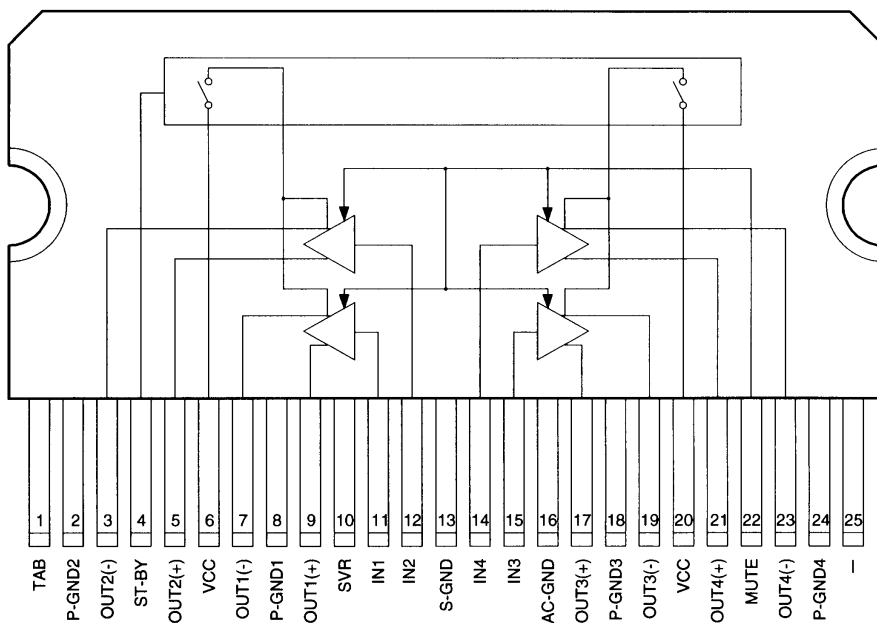 1 2 3 4 5 6 7 8 9 10 11 12 13 14 15 16 17 18 19 20 21 22 23 24 25
TAB
P-GND2
OUT2(-)
ST-BY
OUT2(+)
VCC
OUT1(-)
P-GND1
OUT1(+)
SVR
IN1
IN2
S-GND
IN4
IN3
AC-GND
OUT3(+)
P-GND3
OUT3(-)
VCC
OUT4(+)
MUTE
OUT4(-)
P-GND4
–